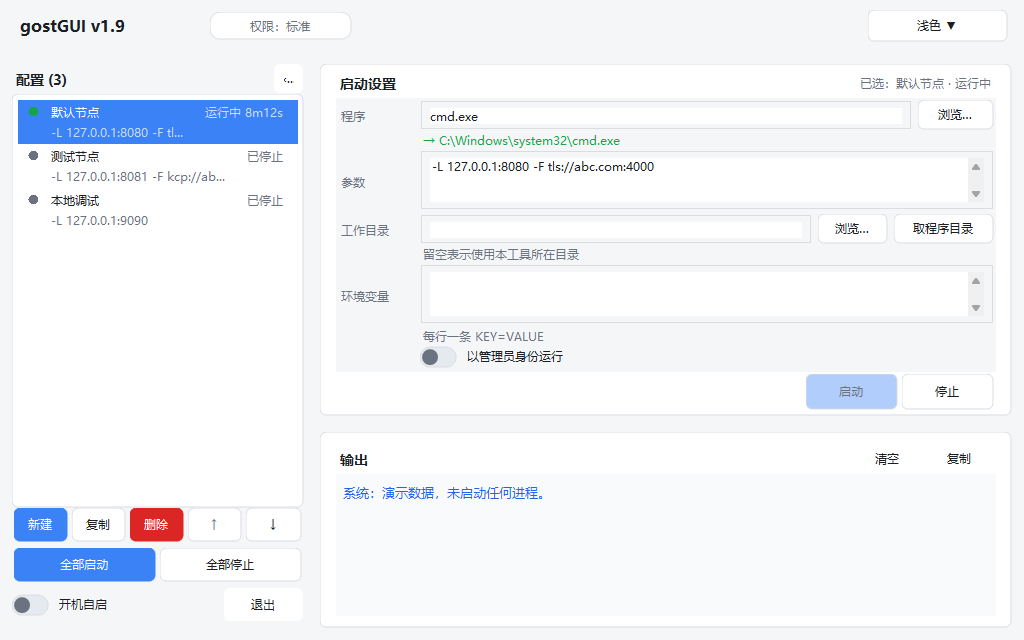 gostGUI v1.9
权限：标准
浅色 ▼
配置 (3)
‹..
默认节点 运行中 8m12s
-L 127.0.0.1:8080 -F tl...
测试节点 已停止
-L 127.0.0.1:8081 -F kcp://ab...
本地调试 已停止
-L 127.0.0.1:9090
新建 复制 删除 ↑ ↓
全部启动 全部停止
开机自启 退出
启动设置 已选：默认节点 · 运行中
程序 cmd.exe 浏览...
→ C:\Windows\system32\cmd.exe
参数 -L 127.0.0.1:8080 -F tls://abc.com:4000
工作目录 浏览... 取程序目录
留空表示使用本工具所在目录
环境变量
每行一条 KEY=VALUE
以管理员身份运行
启动 停止
输出 清空 复制
系统：演示数据，未启动任何进程。